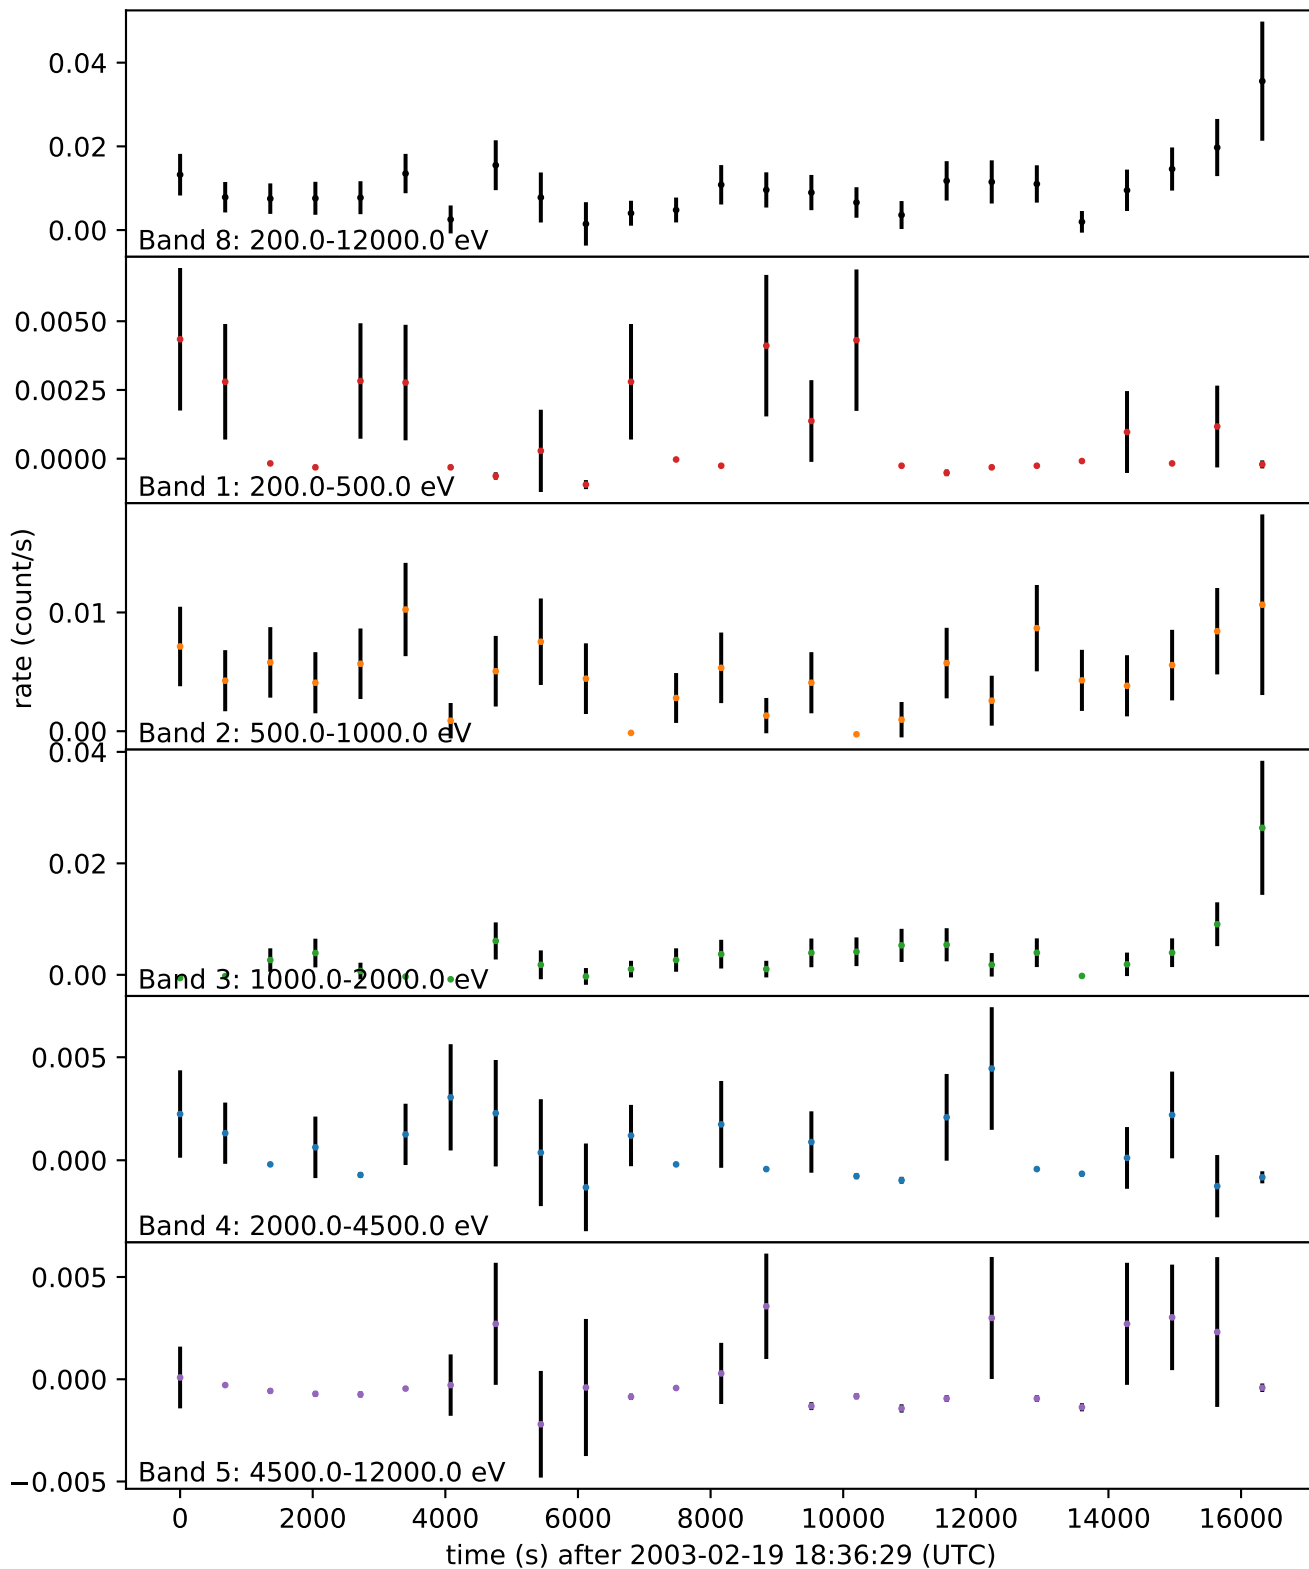 0.04
0.02
0.00
Band 8: 200.0-12000.0 eV
0.0050
0.0025
0.0000
Band 1: 200.0-500.0 eV
rate (count/s)
0.01
0.00
Band 2: 500.0-1000.0 eV
0.04
0.02
0.00
Band 3: 1000.0-2000.0 eV
0.005
0.000
Band 4: 2000.0-4500.0 eV
0.005
0.000
−0.005
Band 5: 4500.0-12000.0 eV
0 2000 4000 6000 8000 10000 12000 14000 16000
time (s) after 2003-02-19 18:36:29 (UTC)